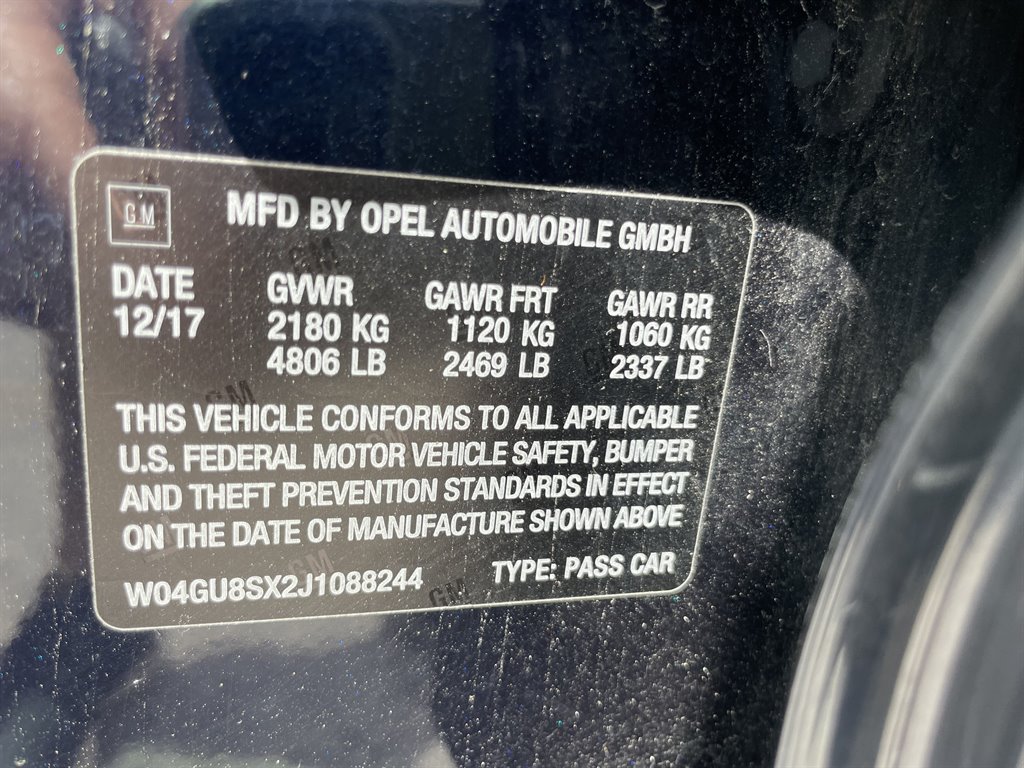 GM
MFD BY OPEL AUTOMOBILE GMBH
DATE GVWR GAWR FRT GAWR RR
12/17 2180 KG 1120 KG 1060 KG
4806 LB 2469 LB 2337 LB
THIS VEHICLE CONFORMS TO ALL APPLICABLE
U.S. FEDERAL MOTOR VEHICLE SAFETY, BUMPER
AND THEFT PREVENTION STANDARDS IN EFFECT
ON THE DATE OF MANUFACTURE SHOWN ABOVE
W04GU8SX2J1088244 TYPE: PASS CAR